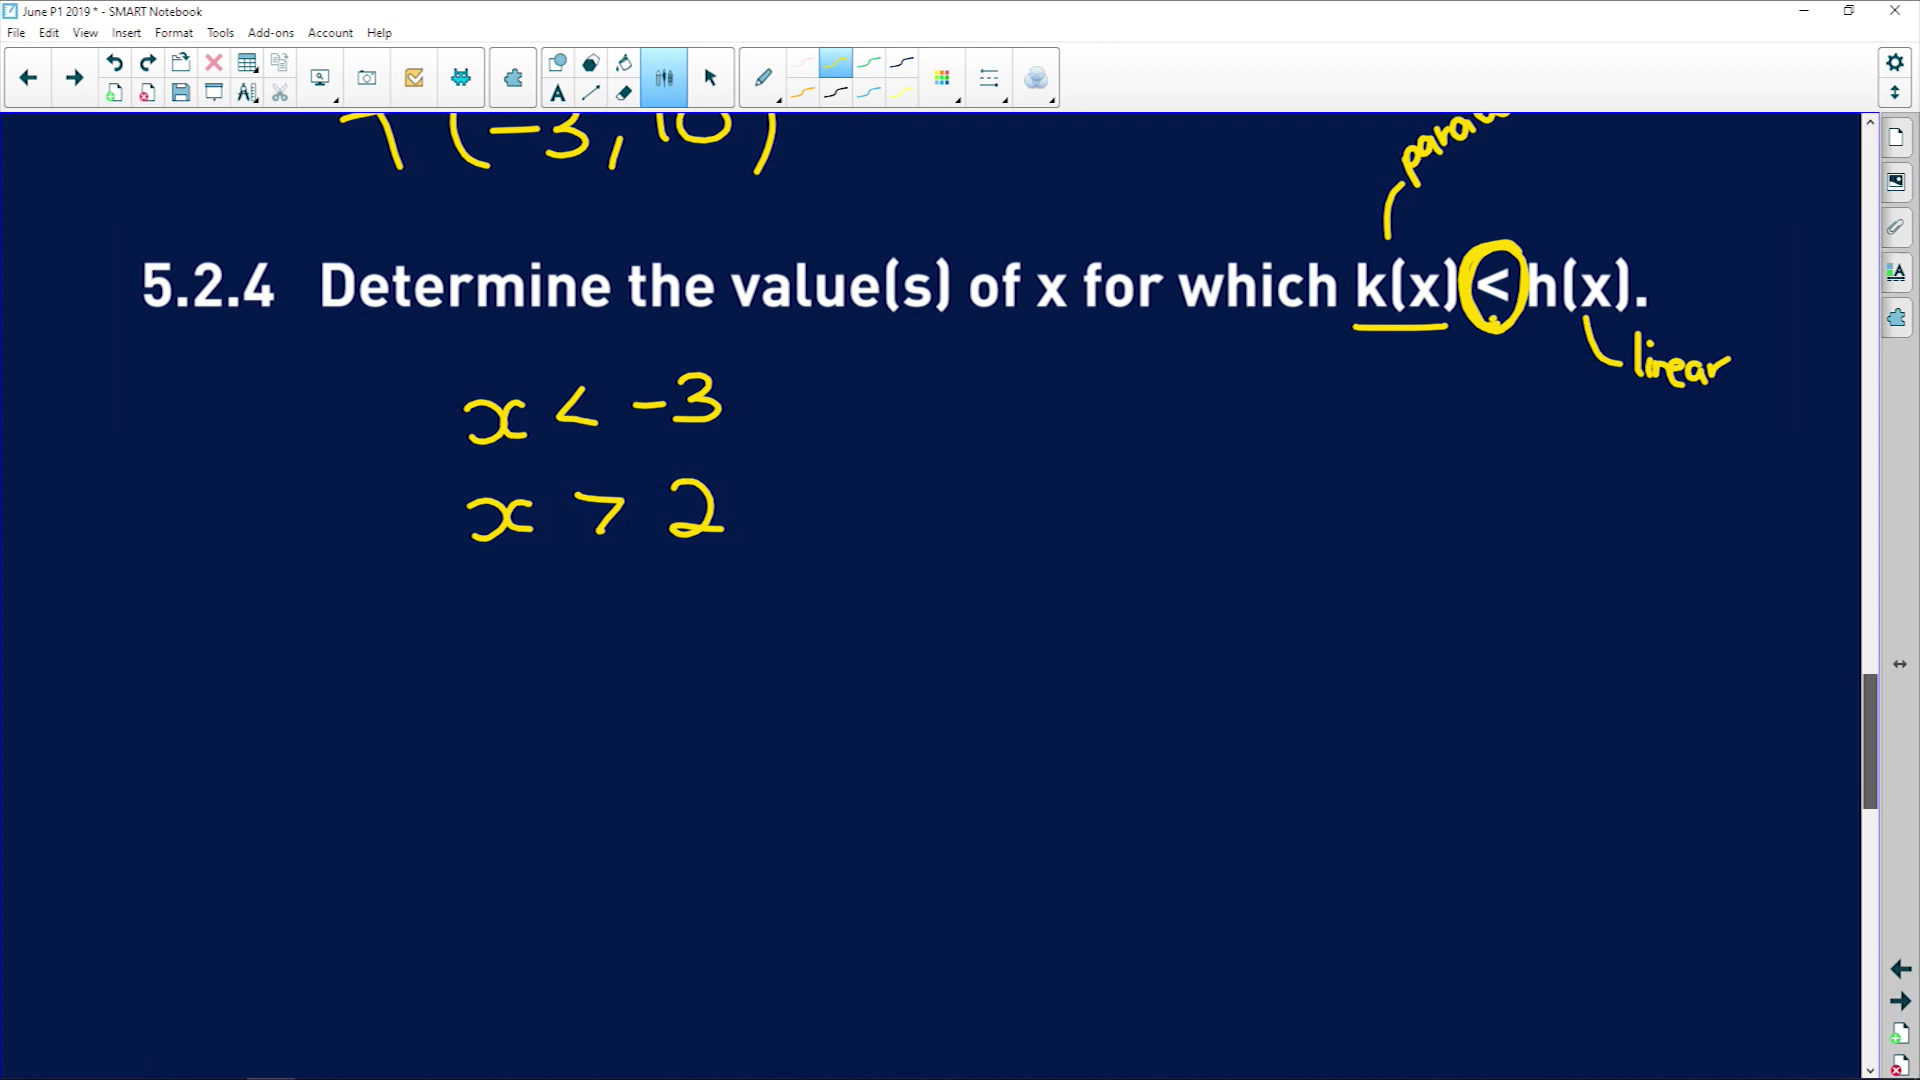 June P1 2019 * - SMART Notebook
File Edit View Insert Format Tools Add-ons Account Help
(-3, 10)
5.2.4 Determine the value(s) of x for which k(x) < h(x).
linear
x < -3
x > 2